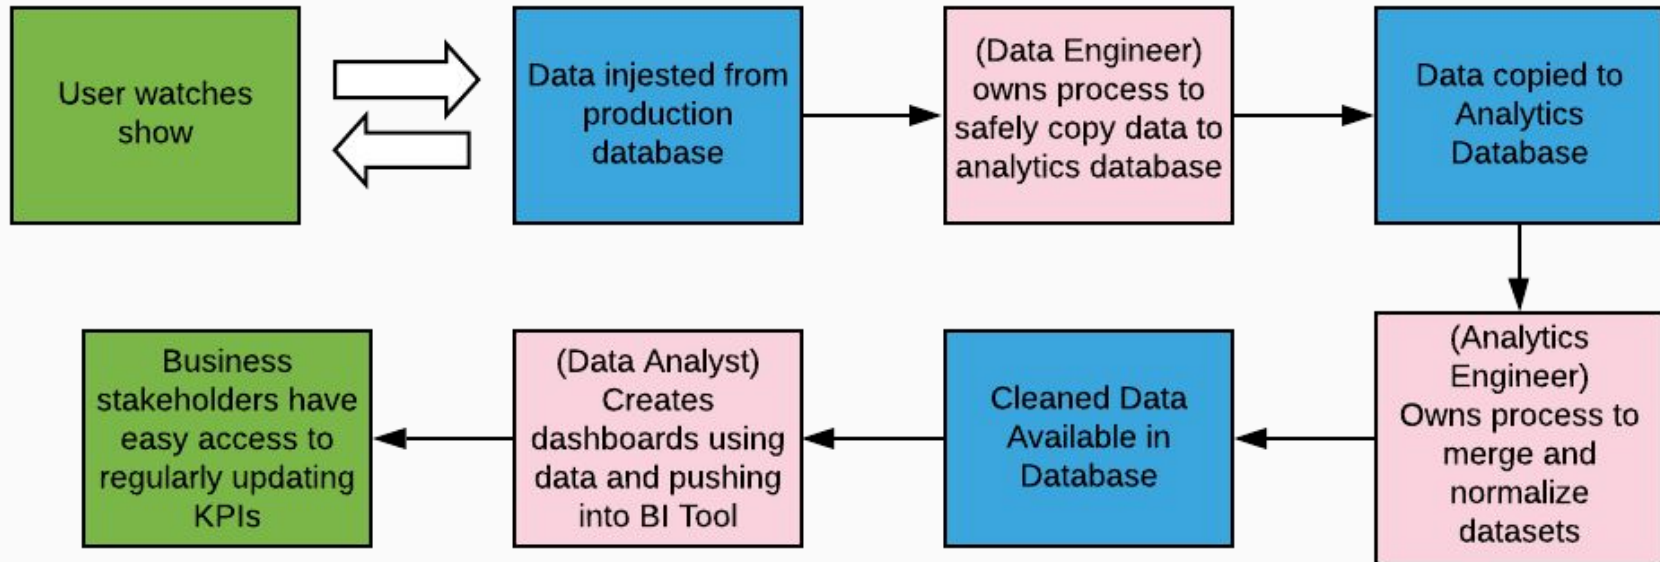 User watches
show
Data injested from
production
database
(Data Engineer)
owns process to
safely copy data to
analytics database
Data copied to
Analytics
Database
(Analytics
Engineer)
Owns process to
merge and
normalize
datasets
Cleaned Data
Available in
Database
(Data Analyst)
Creates
dashboards using
data and pushing
into BI Tool
Business
stakeholders have
easy access to
regularly updating
KPIs